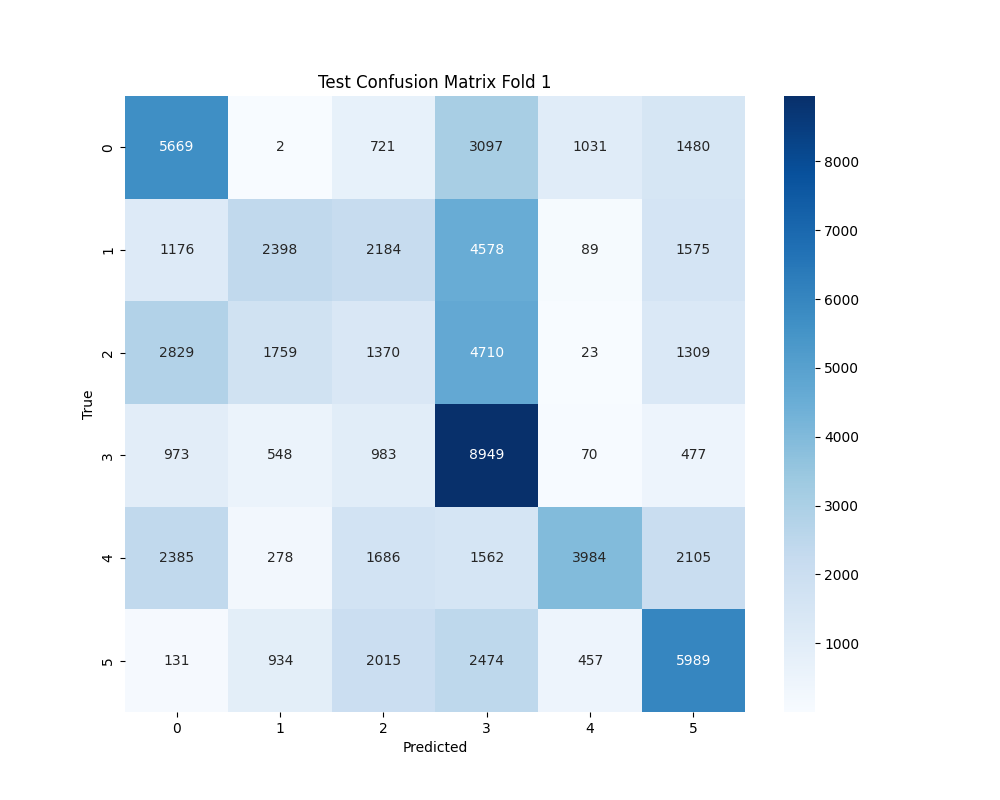 Test Confusion Matrix Fold 1
0 5669 2 721 3097 1031 1480
1 1176 2398 2184 4578 89 1575
2 2829 1759 1370 4710 23 1309
3 973 548 983 8949 70 477
4 2385 278 1686 1562 3984 2105
5 131 934 2015 2474 457 5989
0 1 2 3 4 5
Predicted
True
8000
7000
6000
5000
4000
3000
2000
1000